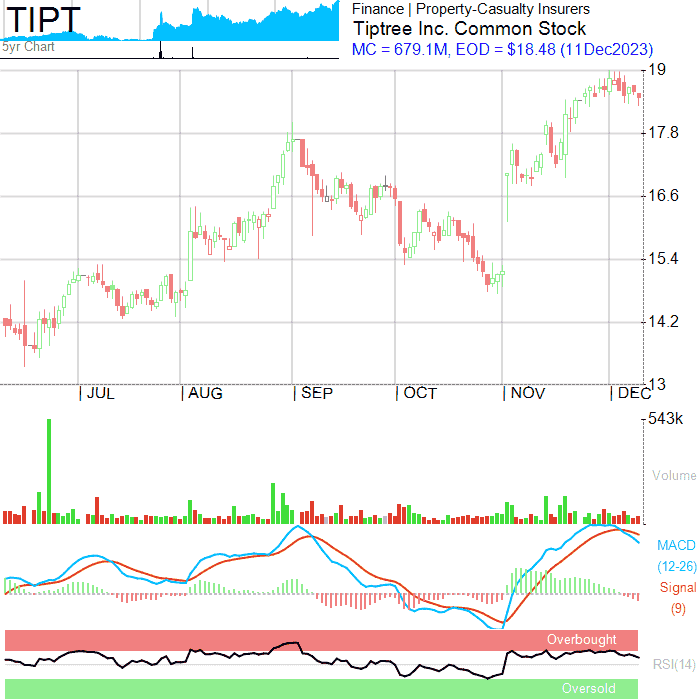 TIPT
5yr Chart
Finance | Property-Casualty Insurers
Tiptree Inc. Common Stock
MC = 679.1M, EOD = $18.48 (11Dec2023)
19
17.8
16.6
15.4
14.2
13
JUL AUG SEP OCT NOV DEC
543k
Volume
MACD
(12-26)
Signal
(9)
Overbought
RSI(14)
Oversold